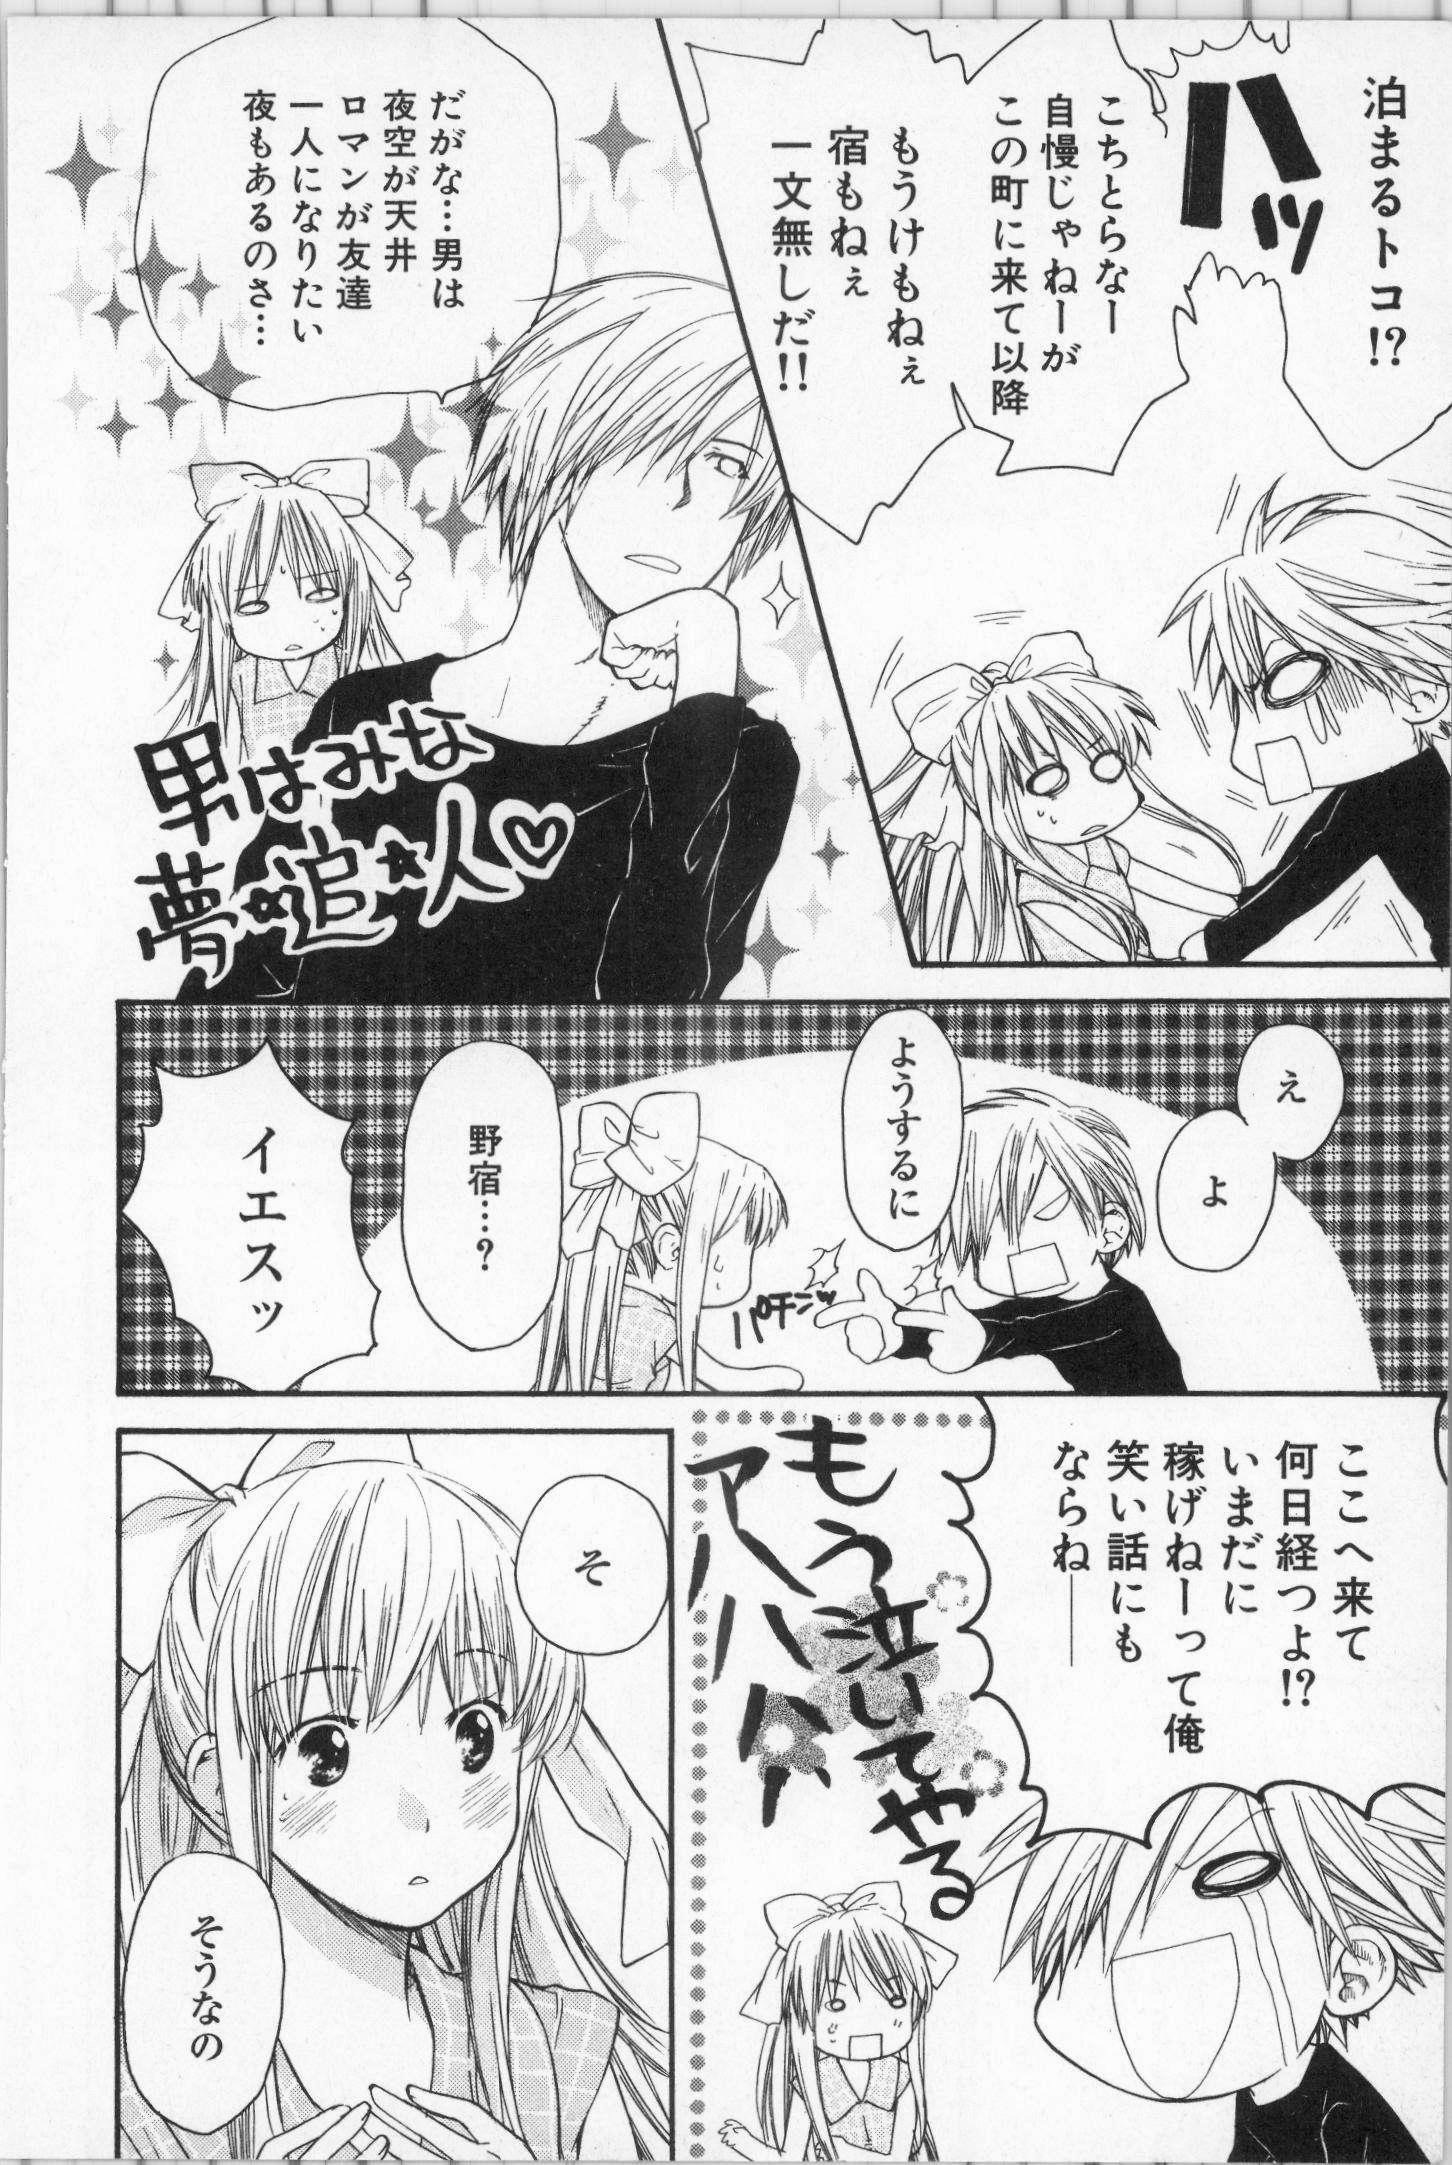 泊まるトコ!?
ハッ
こちとらなー
自慢じゃねーが
この町に来て以降
もうけもねぇ
宿もねぇ
一文無しだ!!
だがな…男は
夜空が天井
ロマンが友達
一人になりたい
夜もあるのさ…
男はみな
夢☆追☆人♡
え
よ
ようするに
パチンッ
野宿…?
イエスッ
ここへ来て
何日経つよ!?
いまだに
稼げねーって俺
笑い話にも
ならね――
もう泣いてやる
アハハハハー
そ
そうなの